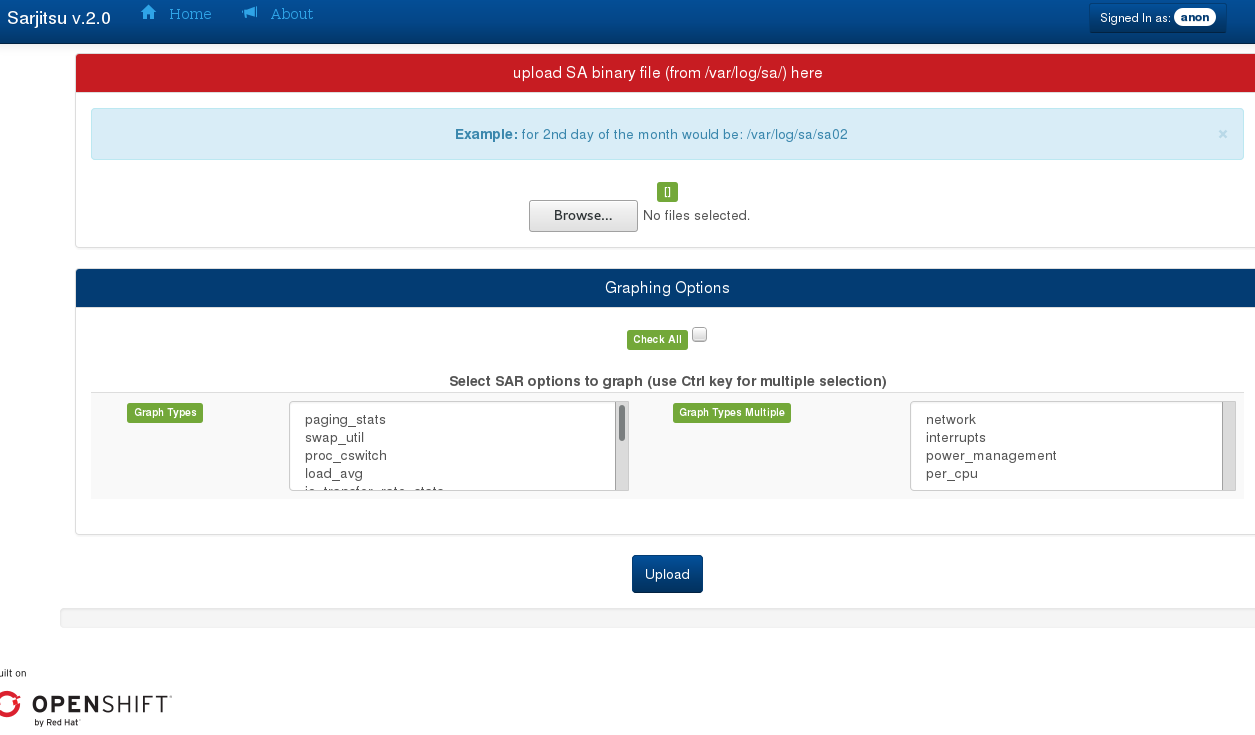 Sarjitsu v.2.0 Home About Signed In as: anon
upload SA binary file (from /var/log/sa/) here
Example: for 2nd day of the month would be: /var/log/sa/sa02 ×
[]
Browse... No files selected.
Graphing Options
Check All
Select SAR options to graph (use Ctrl key for multiple selection)
Graph Types
paging_stats
swap_util
proc_cswitch
load_avg
io_transfer_rate_stats
Graph Types Multiple
network
interrupts
power_management
per_cpu
Upload
uilt on
OPENSHIFT
by Red Hat